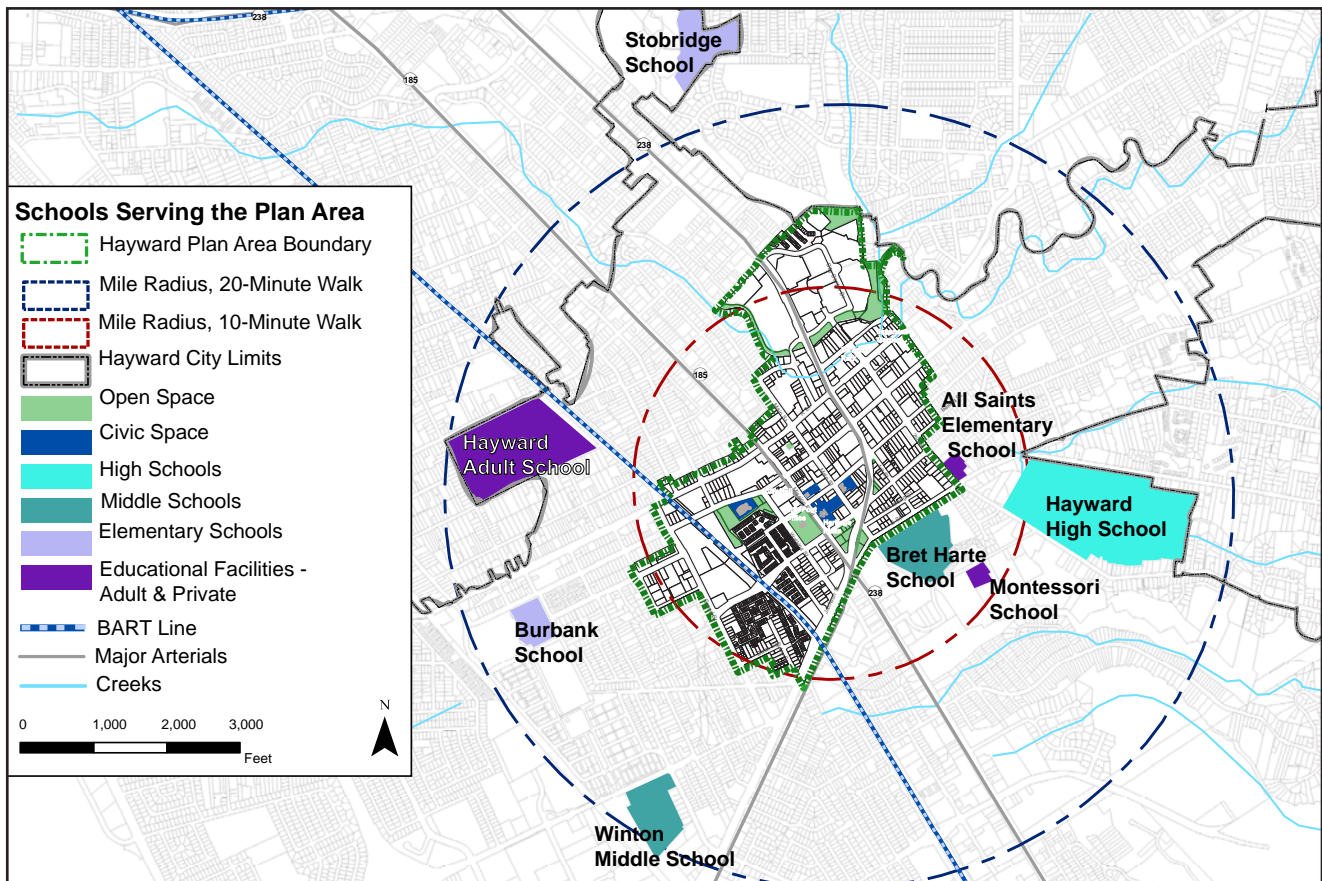 238
Stobridge
School
185
238
Schools Serving the Plan Area
Hayward Plan Area Boundary
Mile Radius, 20-Minute Walk
Mile Radius, 10-Minute Walk
Hayward City Limits
Open Space
Civic Space
High Schools
Middle Schools
Elementary Schools
Educational Facilities -
Adult & Private
BART Line
Major Arterials
Creeks
0 1,000 2,000 3,000
Feet
N
185
All Saints
Elementary
School
Hayward
Adult School
Hayward
High School
Bret Harte
School
Montessori
School
238
Burbank
School
Winton
Middle School